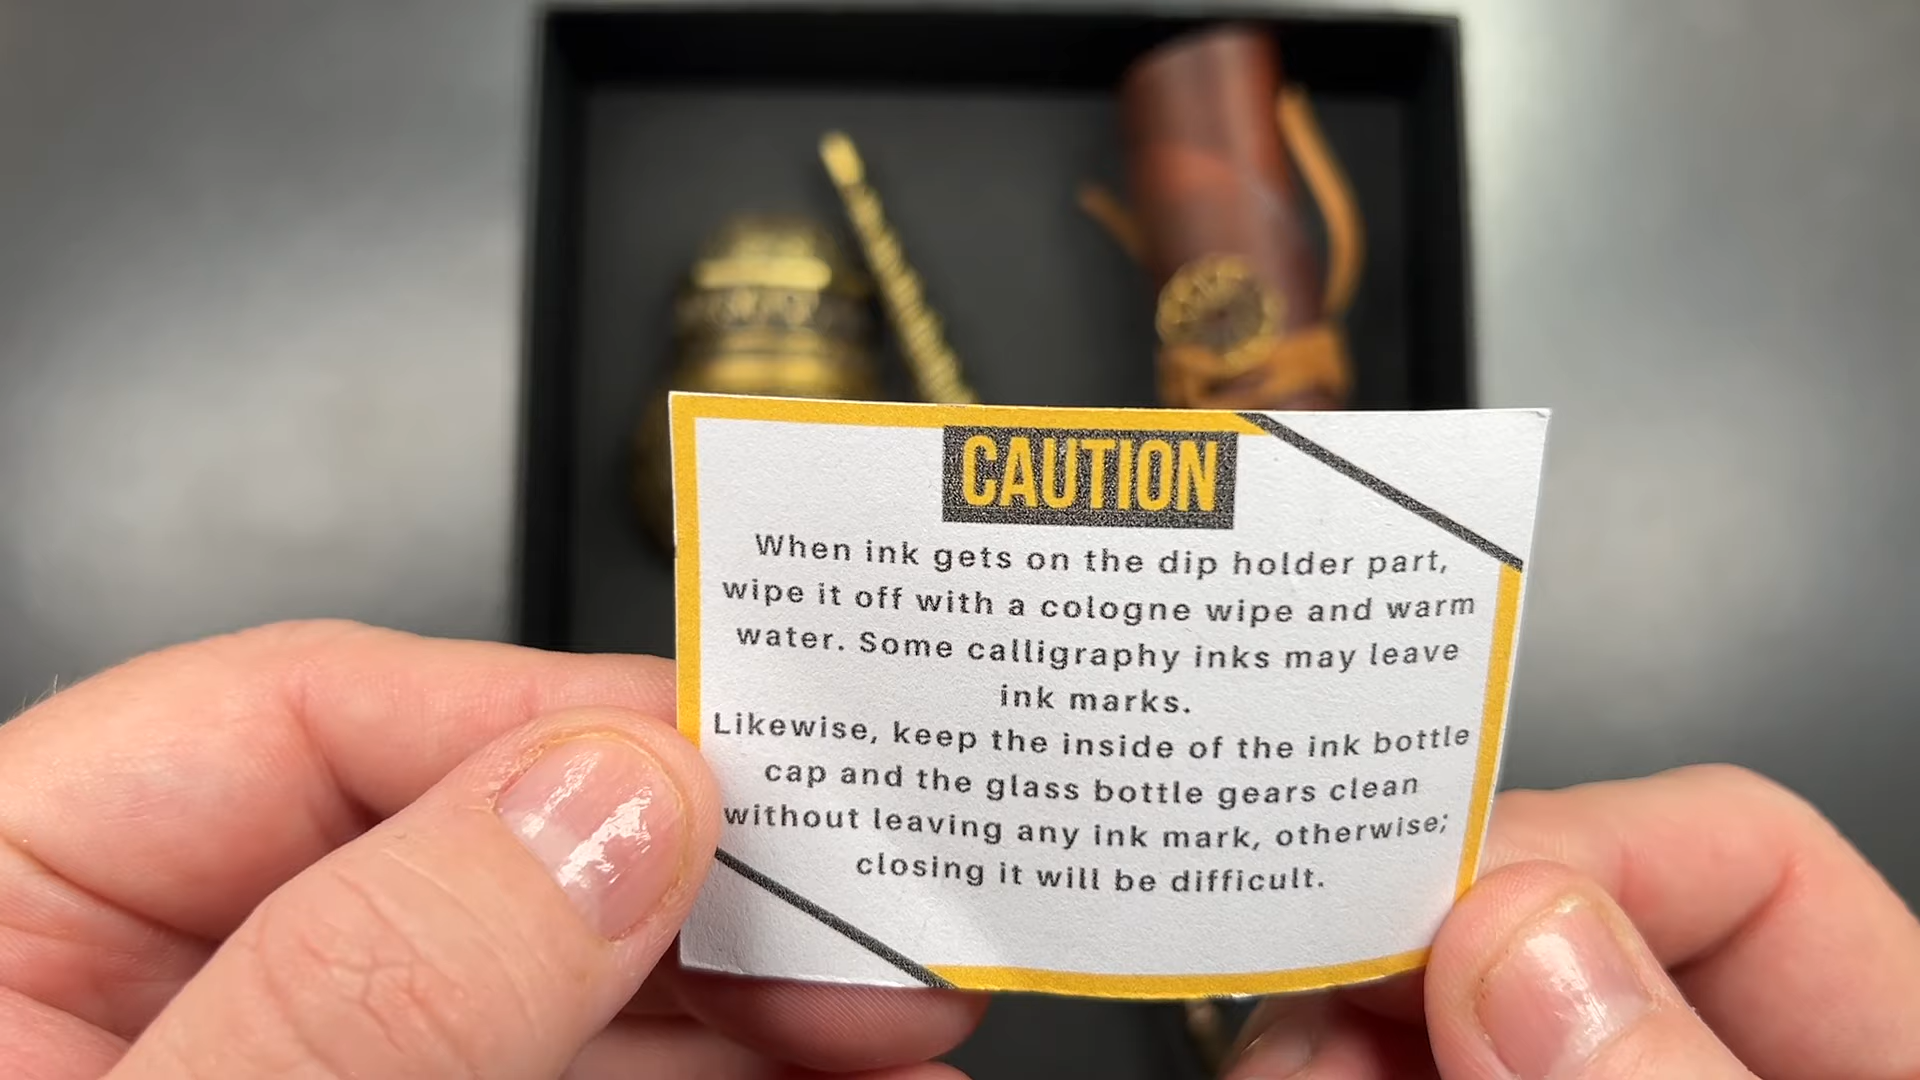 CAUTION
When ink gets on the dip holder part,
wipe it off with a cologne wipe and warm
water. Some calligraphy inks may leave
ink marks.
Likewise, keep the inside of the ink bottle
cap and the glass bottle gears clean
without leaving any ink mark, otherwise;
closing it will be difficult.